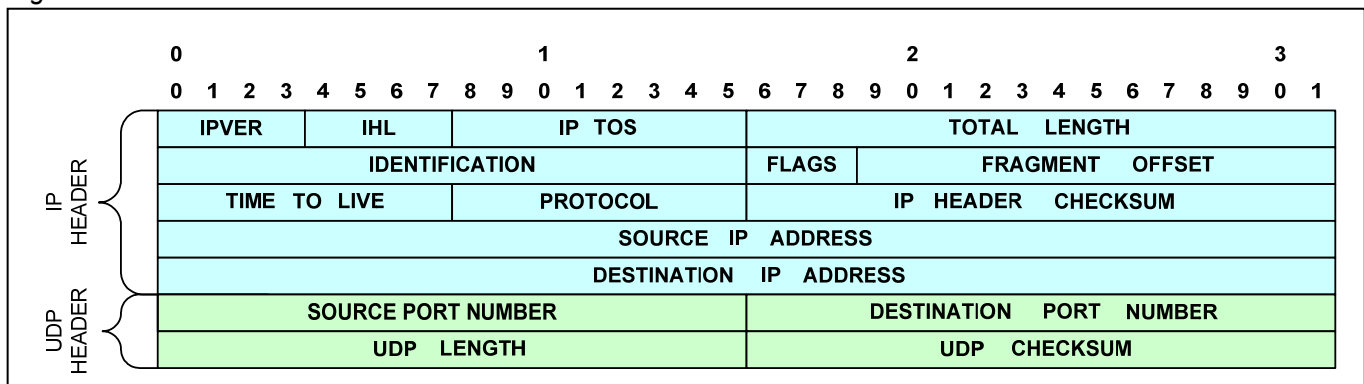 0 1 2 3
0 1 2 3 4 5 6 7 8 9 0 1 2 3 4 5 6 7 8 9 0 1 2 3 4 5 6 7 8 9 0 1
IP HEADER
IPVER IHL IP TOS TOTAL LENGTH
IDENTIFICATION FLAGS FRAGMENT OFFSET
TIME TO LIVE PROTOCOL IP HEADER CHECKSUM
SOURCE IP ADDRESS
DESTINATION IP ADDRESS
UDP HEADER
SOURCE PORT NUMBER DESTINATION PORT NUMBER
UDP LENGTH UDP CHECKSUM